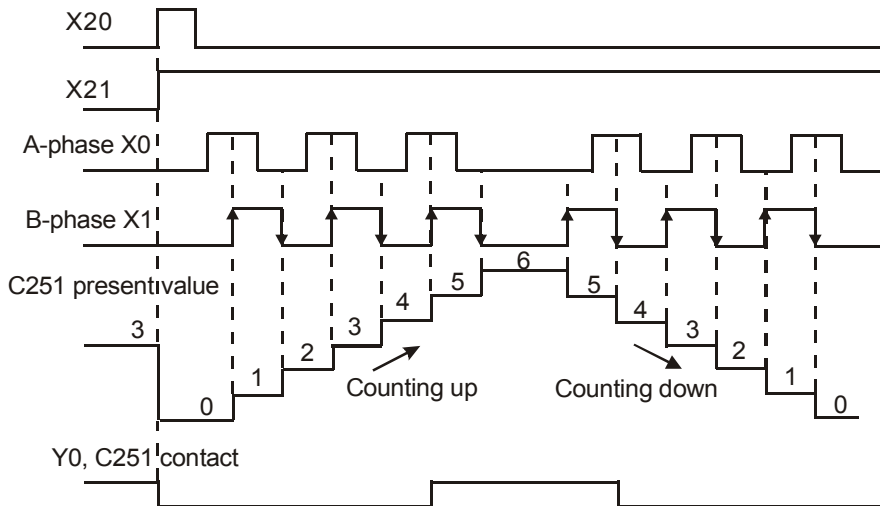 X20
X21
A-phase X0
B-phase X1
C251 present value
6
5
5
4
4
3
3
3
2
2
1
1
0
0
Counting up
Counting down
Y0, C251 contact